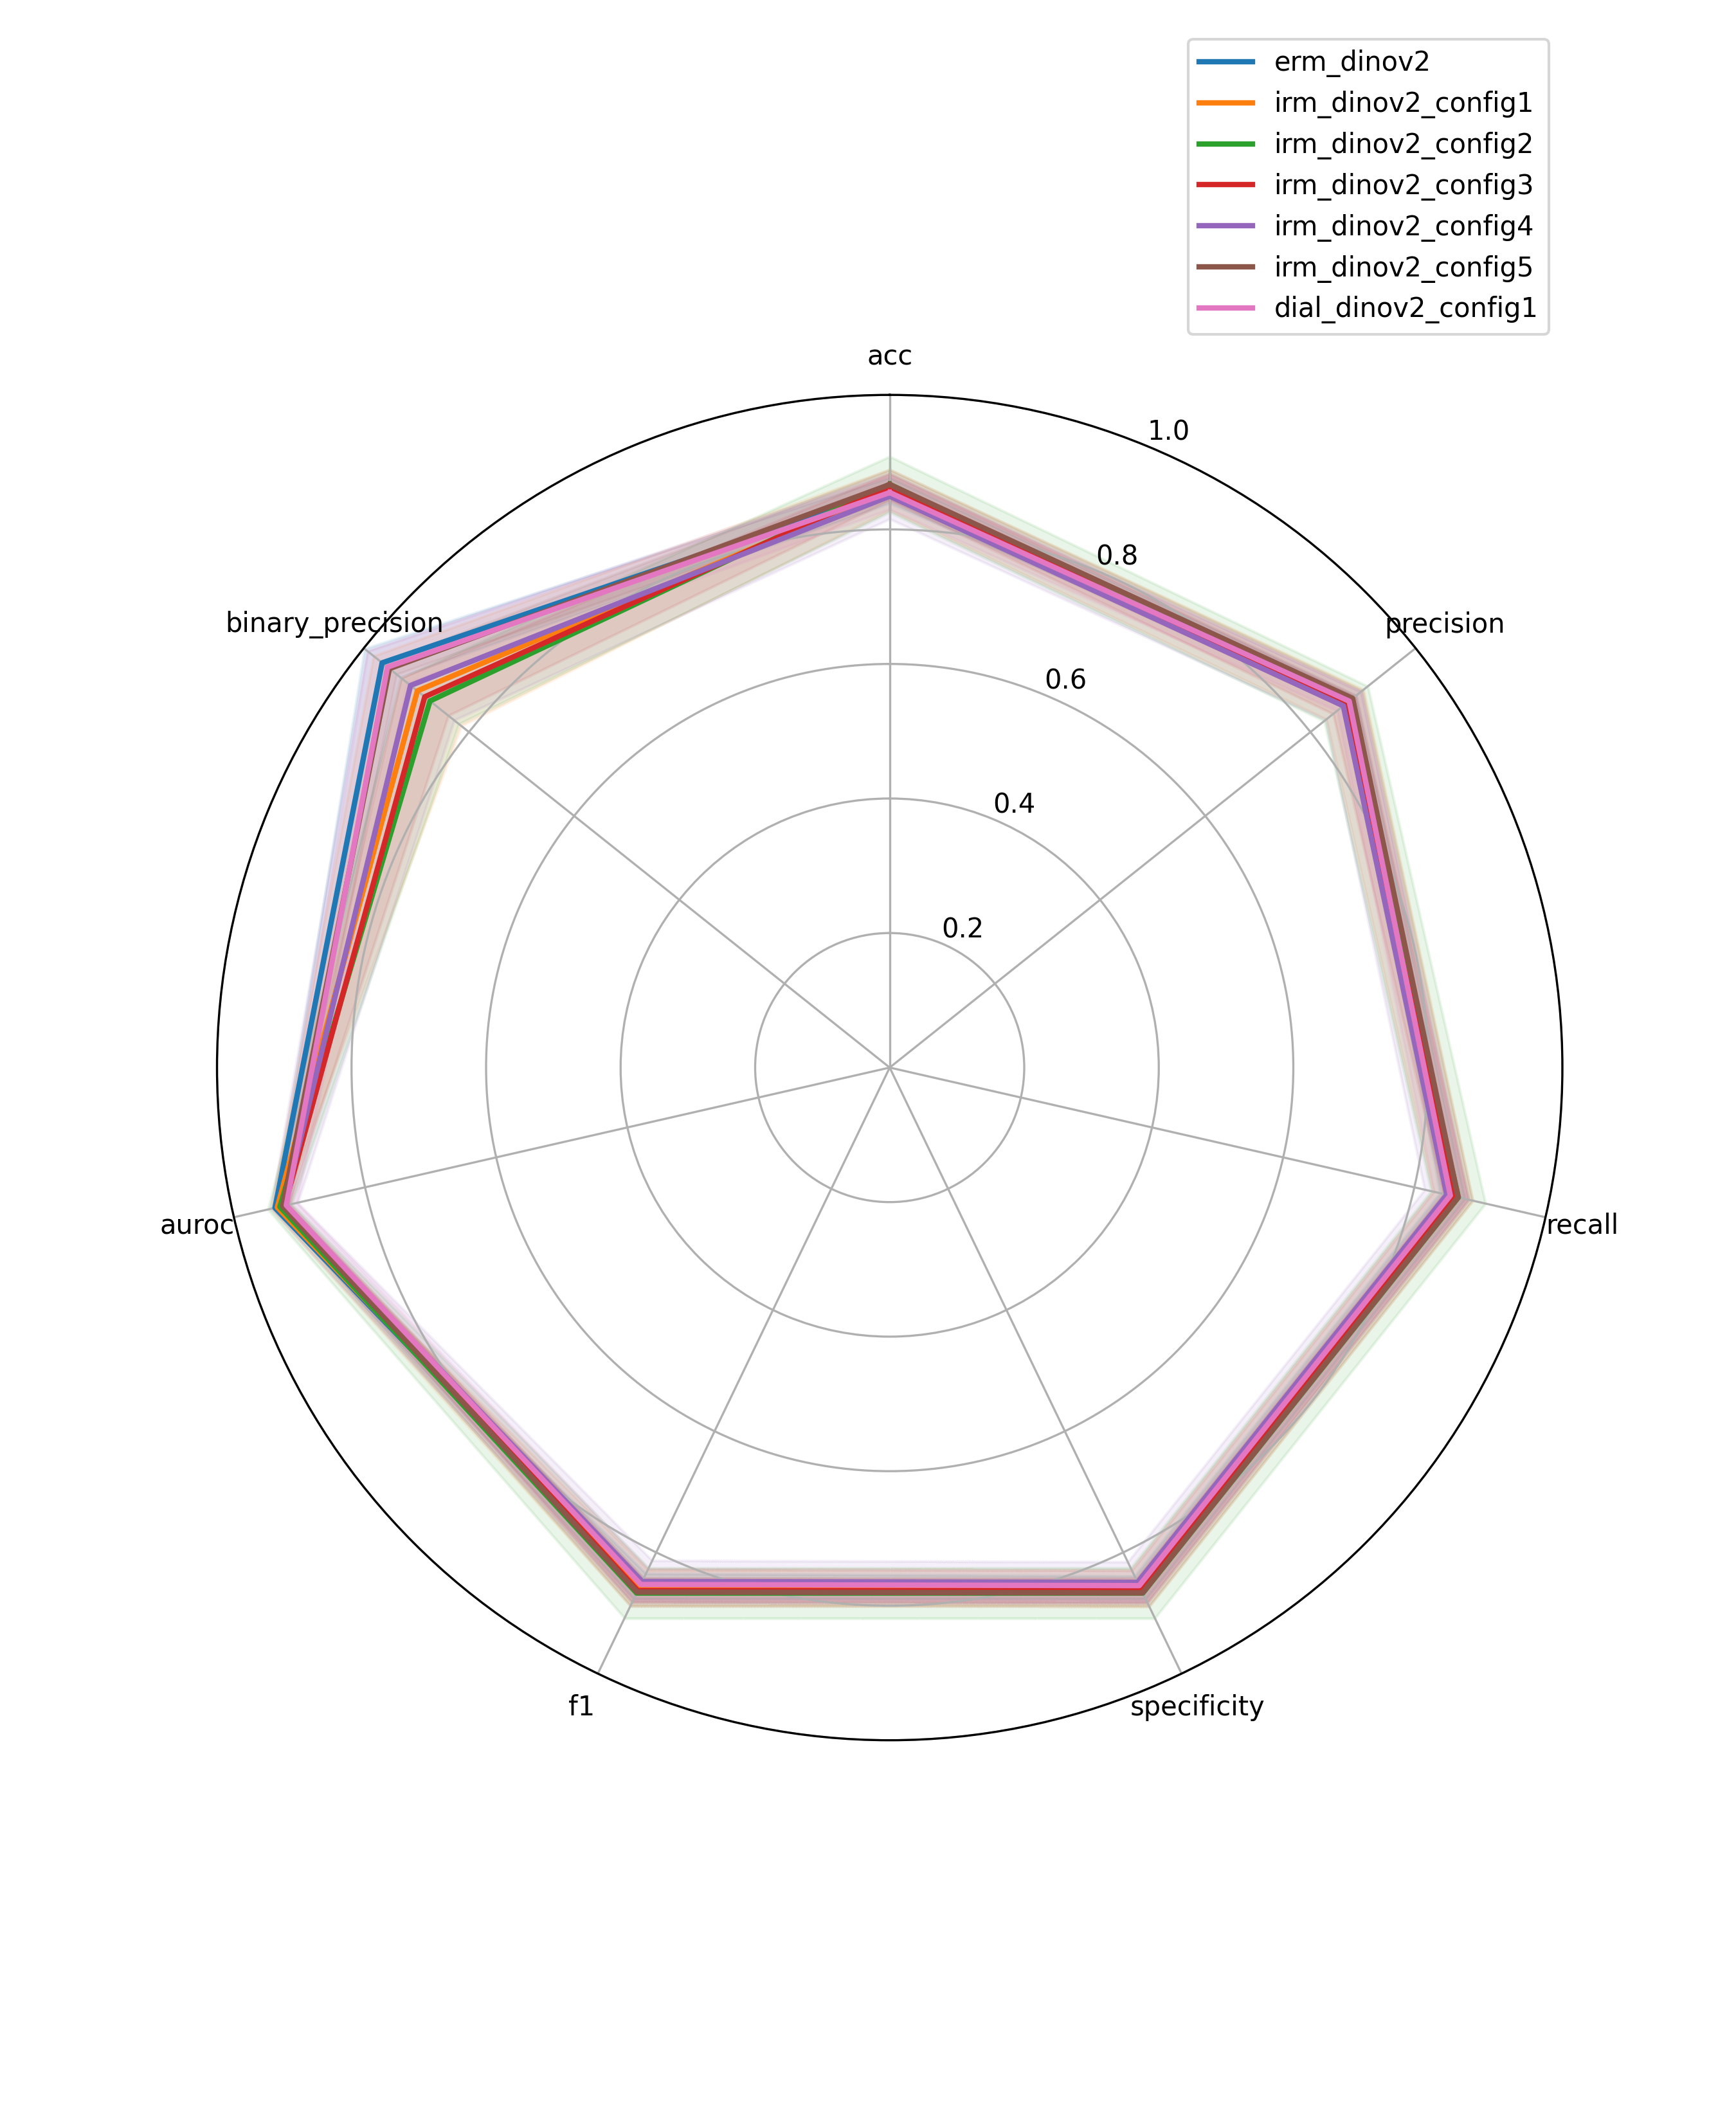 erm_dinov2
irm_dinov2_config1
irm_dinov2_config2
irm_dinov2_config3
irm_dinov2_config4
irm_dinov2_config5
dial_dinov2_config1
acc
1.0
0.8
binary_precision
precision
0.6
0.4
0.2
auroc
recall
f1
specificity